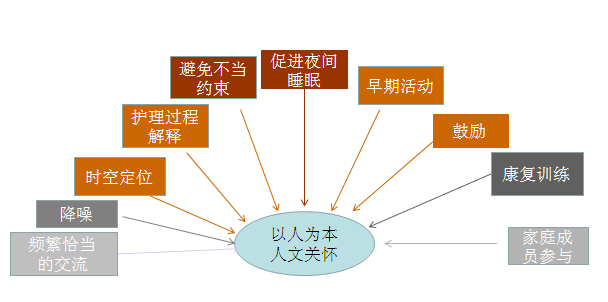 促进夜间
睡眠
避免不当
约束
早期活动
护理过程
解释
鼓励
时空定位
康复训练
降噪
频繁恰当
的交流
以人为本
人文关怀
家庭成
员参与